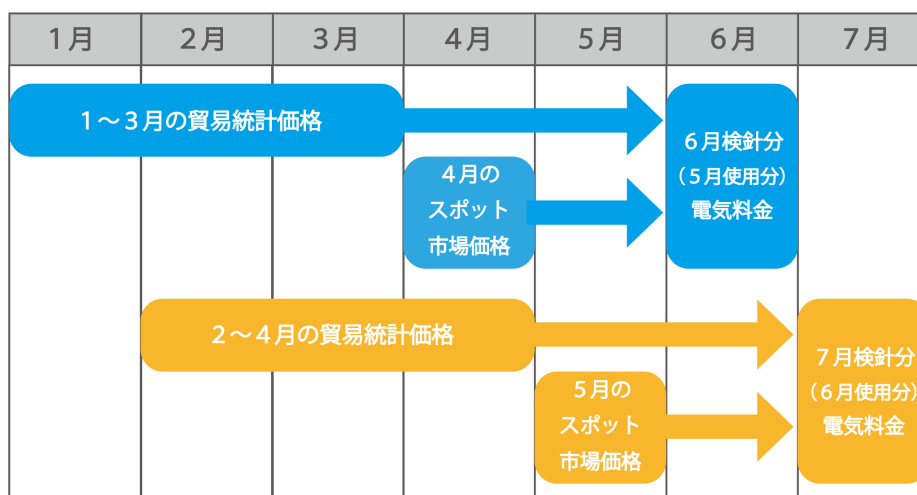 1月 2月 3月 4月 5月 6月 7月
1〜3月の貿易統計価格
4月の
スポット
市場価格
6月検針分
(5月使用分)
電気料金
2〜4月の貿易統計価格
5月の
スポット
市場価格
7月検針分
(6月使用分)
電気料金